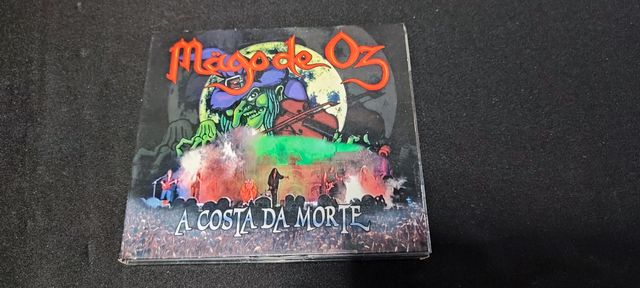 Mägo de Oz
A COSTA DA MORTE